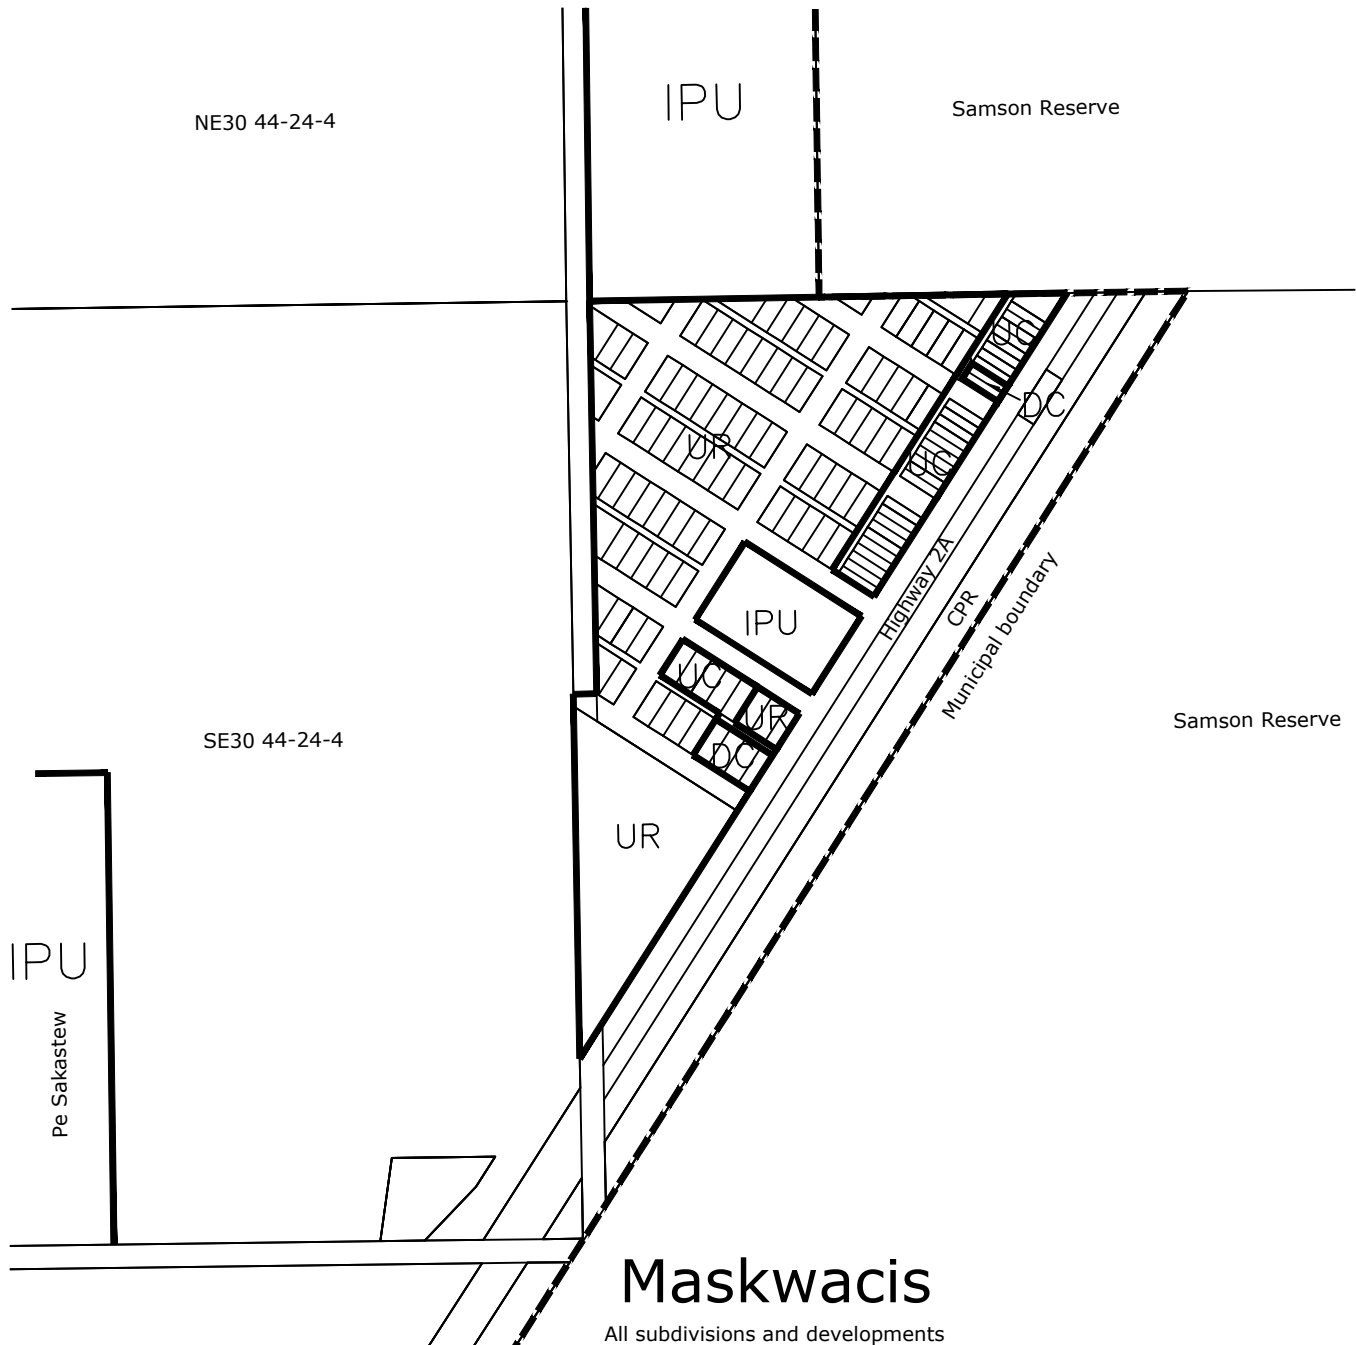 IPU
Samson Reserve
NE30 44-24-4
UC
DC
UR
UC
Highway 2A
CPR
Municipal boundary
IPU
UC
UR
DC
Samson Reserve
SE30 44-24-4
UR
IPU
Pe Sakastew
Maskwacis
All subdivisions and developments